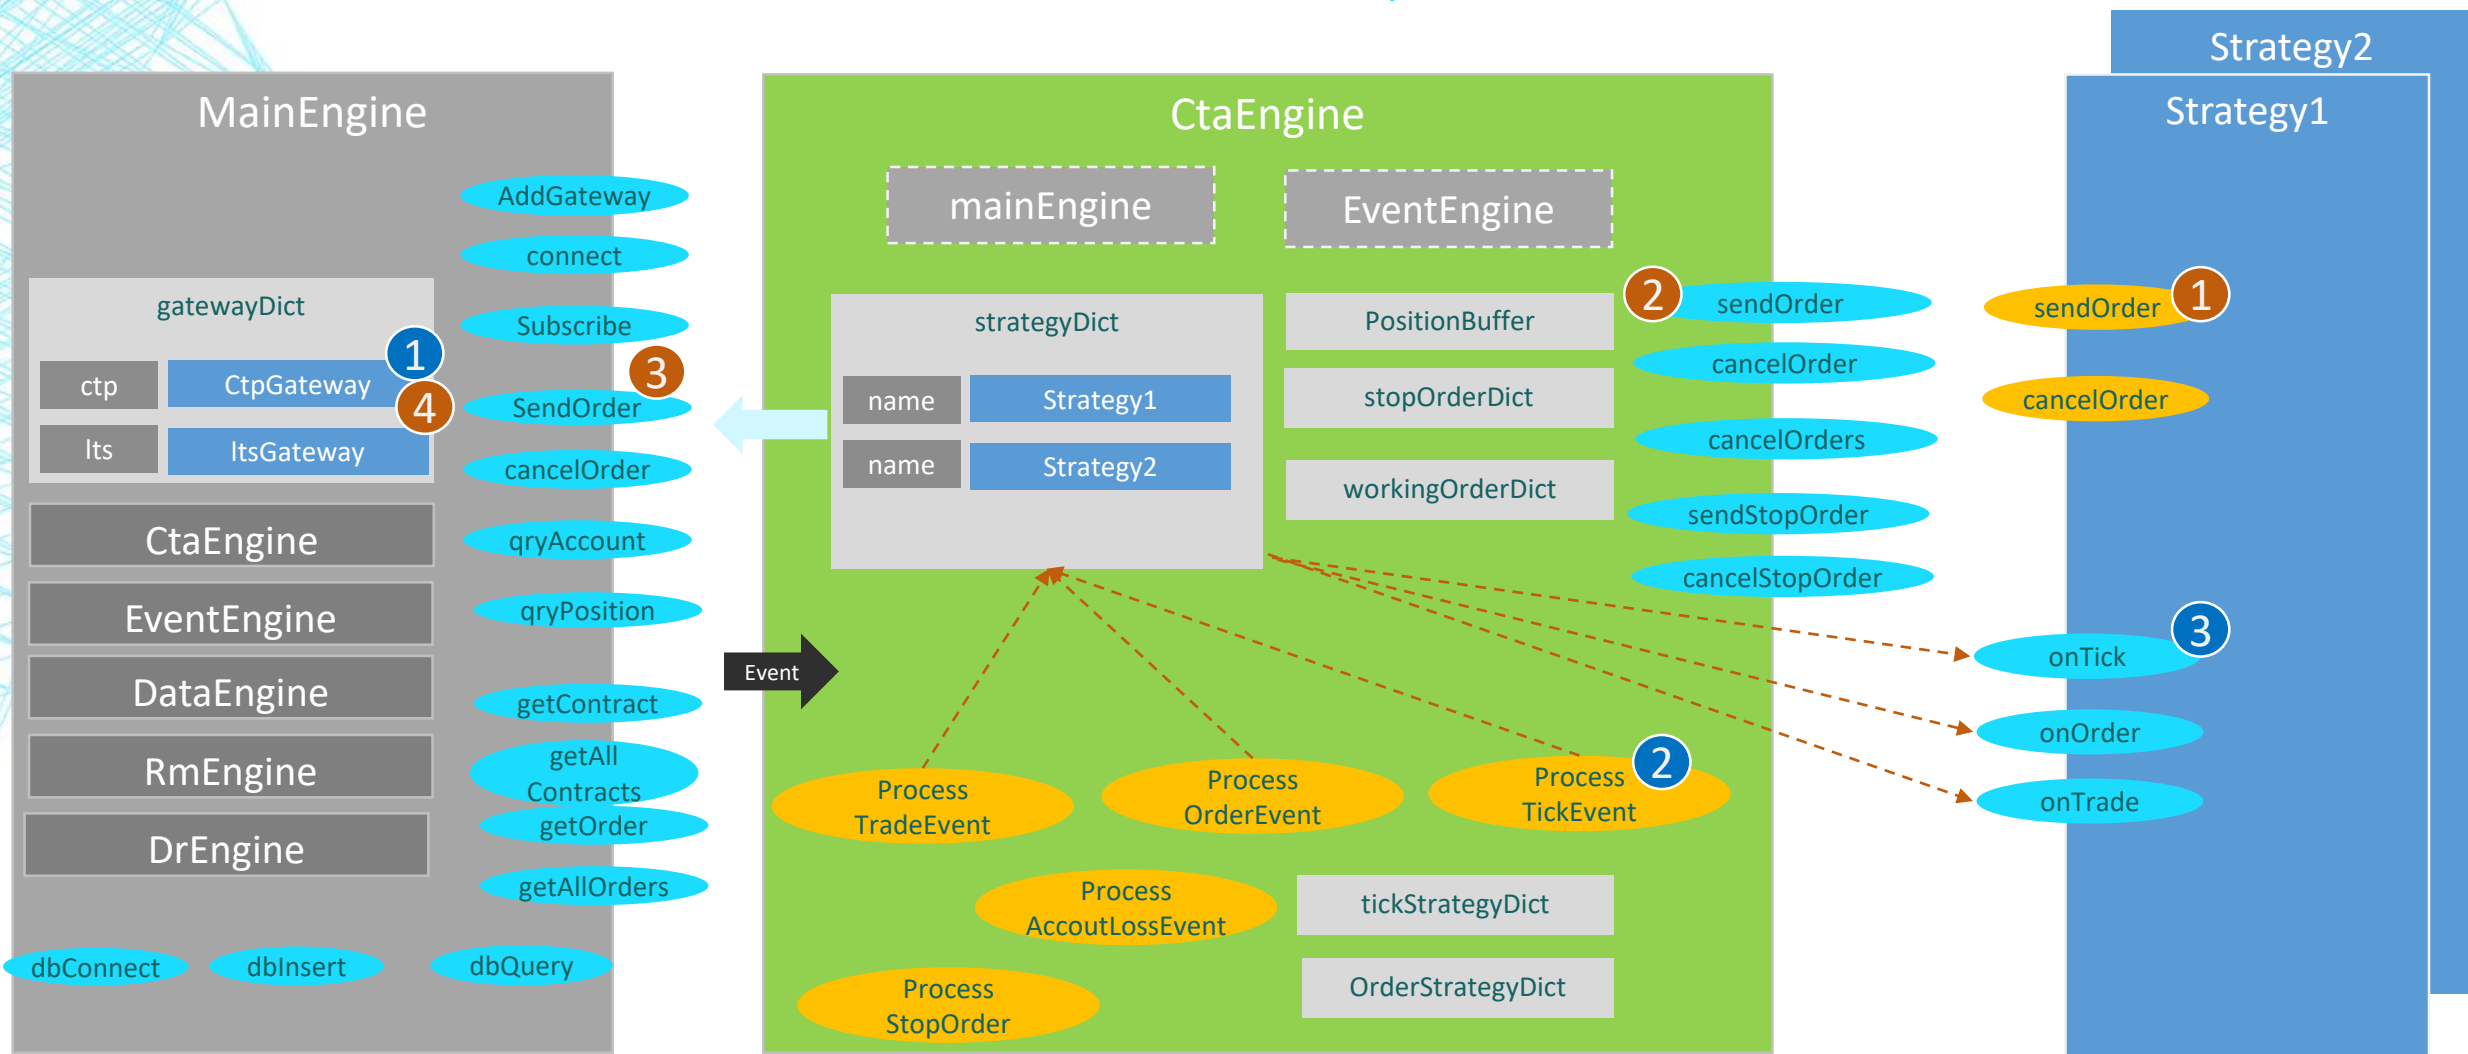 MainEngine
AddGateway
connect
Subscribe
gatewayDict
ctp
CtpGateway
1
4
lts
ltsGateway
3
SendOrder
cancelOrder
qryAccount
qryPosition
getContract
getAll
Contracts
getOrder
getAllOrders
CtaEngine
EventEngine
DataEngine
RmEngine
DrEngine
dbConnect
dbInsert
dbQuery
Event
CtaEngine
mainEngine
EventEngine
strategyDict
name
Strategy1
name
Strategy2
PositionBuffer
stopOrderDict
workingOrderDict
2
sendOrder
cancelOrder
cancelOrders
sendStopOrder
cancelStopOrder
Process
TradeEvent
Process
OrderEvent
Process
TickEvent
2
Process
AccoutLossEvent
Process
StopOrder
tickStrategyDict
OrderStrategyDict
Strategy2
Strategy1
sendOrder
1
cancelOrder
3
onTick
onOrder
onTrade